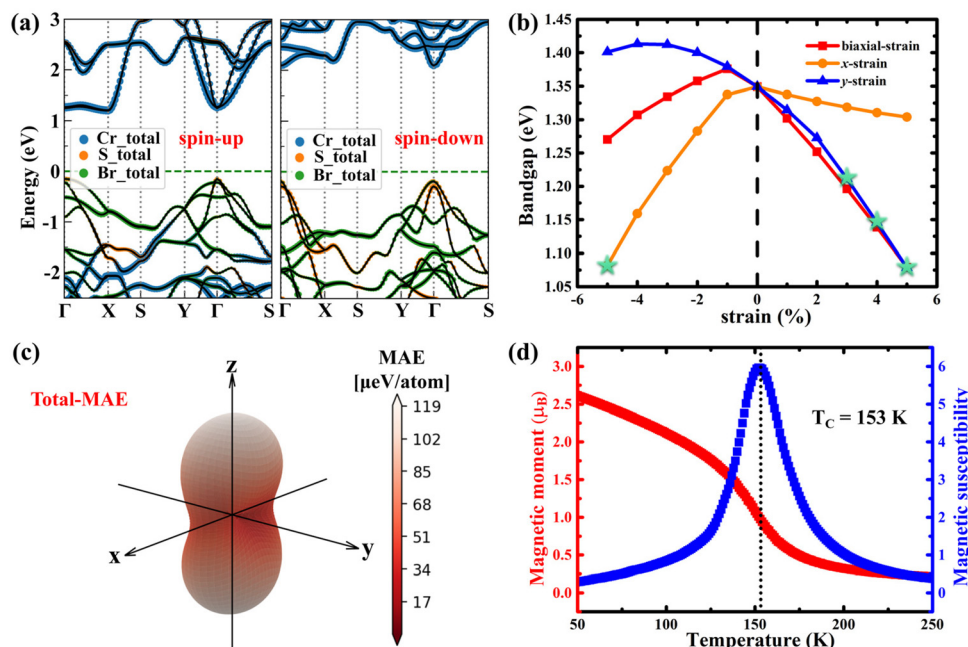 (a)
3
2
1
0
-1
-2
Energy (eV)
spin-up
Cr_total
S_total
Br_total
Γ X S Y Γ S
spin-down
Cr_total
S_total
Br_total
Γ X S Y Γ S
(b)
1.45
1.40
1.35
1.30
1.25
1.20
1.15
1.10
1.05
Bandgap (eV)
biaxial-strain
x-strain
y-strain
-6 -4 -2 0 2 4 6
strain (%)
(c)
Total-MAE
z
x
y
MAE
[µeV/atom]
119
102
85
68
51
34
17
(d)
3.0
2.5
2.0
1.5
1.0
0.5
0.0
Magnetic moment (μB)
TC = 153 K
6
5
4
3
2
1
0
Magnetic susceptibility
50 100 150 200 250
Temperature (K)